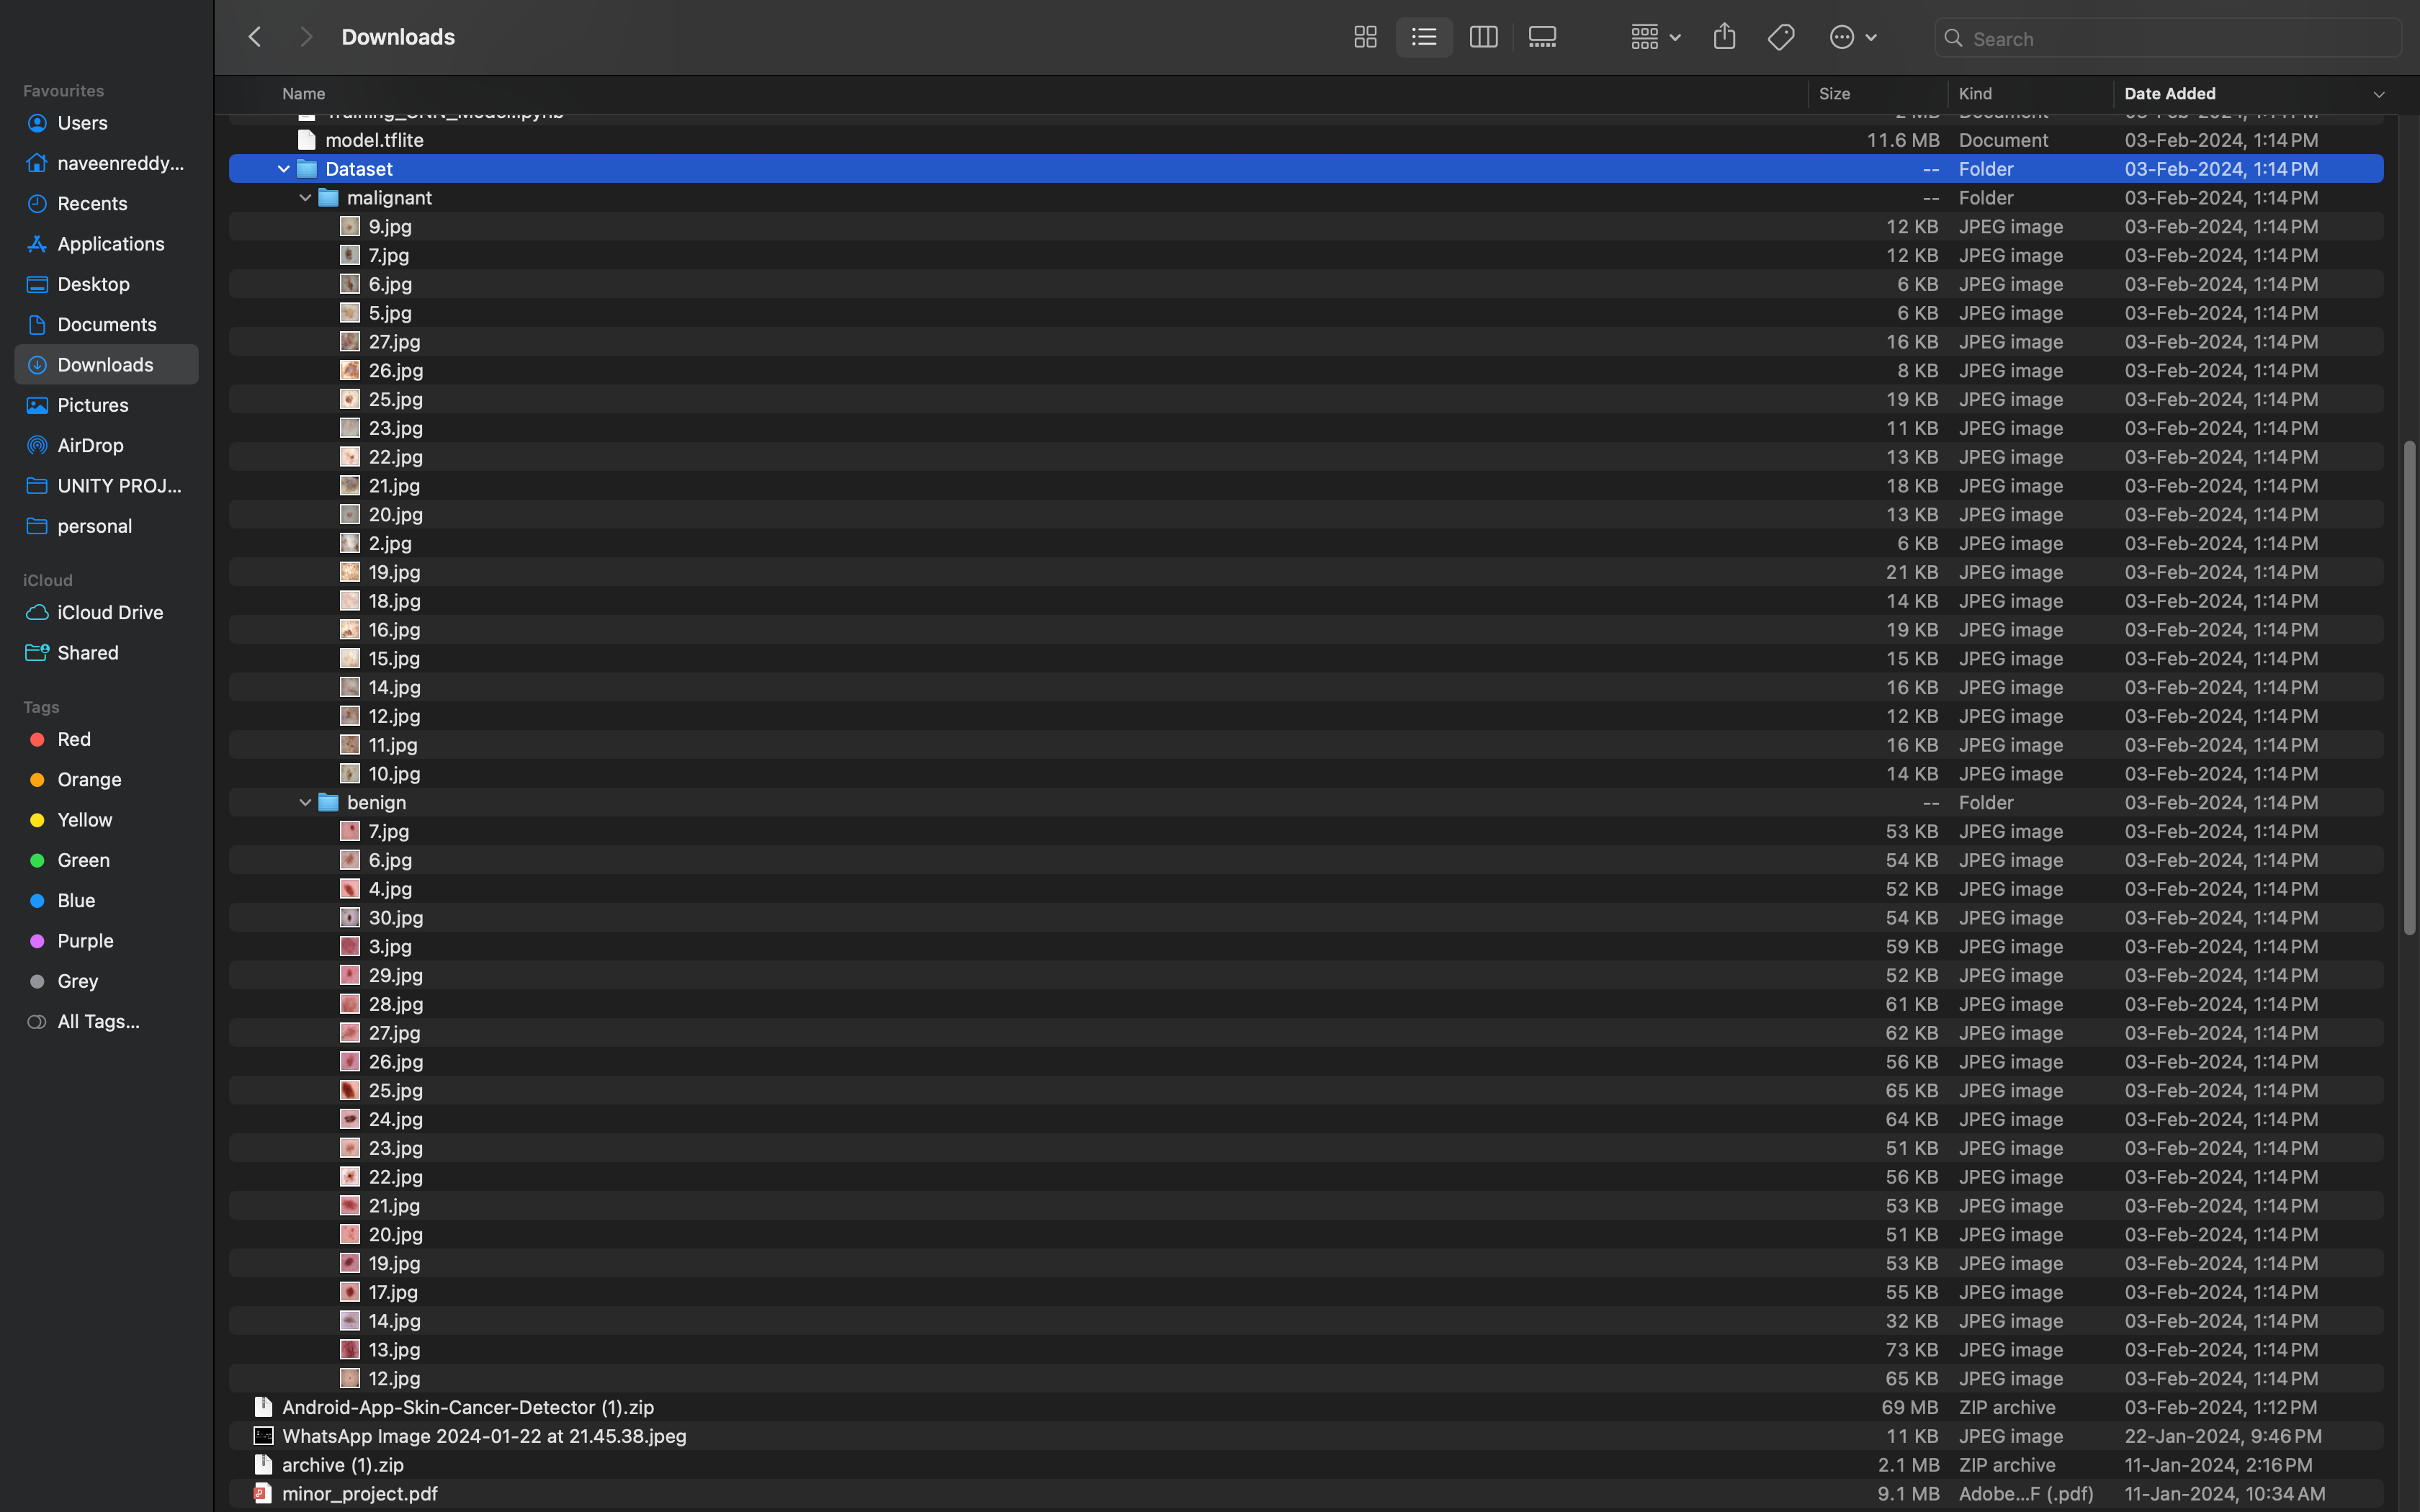 Downloads
Search
Favourites
Users
naveenreddy...
Recents
Applications
Desktop
Documents
Downloads
Pictures
AirDrop
UNITY PROJ...
personal
iCloud
iCloud Drive
Shared
Tags
Red
Orange
Yellow
Green
Blue
Purple
Grey
All Tags...
Name Size Kind Date Added
model.tflite 11.6 MB Document 03-Feb-2024, 1:14 PM
Dataset -- Folder 03-Feb-2024, 1:14 PM
malignant -- Folder 03-Feb-2024, 1:14 PM
9.jpg 12 KB JPEG image 03-Feb-2024, 1:14 PM
7.jpg 12 KB JPEG image 03-Feb-2024, 1:14 PM
6.jpg 6 KB JPEG image 03-Feb-2024, 1:14 PM
5.jpg 6 KB JPEG image 03-Feb-2024, 1:14 PM
27.jpg 16 KB JPEG image 03-Feb-2024, 1:14 PM
26.jpg 8 KB JPEG image 03-Feb-2024, 1:14 PM
25.jpg 19 KB JPEG image 03-Feb-2024, 1:14 PM
23.jpg 11 KB JPEG image 03-Feb-2024, 1:14 PM
22.jpg 13 KB JPEG image 03-Feb-2024, 1:14 PM
21.jpg 18 KB JPEG image 03-Feb-2024, 1:14 PM
20.jpg 13 KB JPEG image 03-Feb-2024, 1:14 PM
2.jpg 6 KB JPEG image 03-Feb-2024, 1:14 PM
19.jpg 21 KB JPEG image 03-Feb-2024, 1:14 PM
18.jpg 14 KB JPEG image 03-Feb-2024, 1:14 PM
16.jpg 19 KB JPEG image 03-Feb-2024, 1:14 PM
15.jpg 15 KB JPEG image 03-Feb-2024, 1:14 PM
14.jpg 16 KB JPEG image 03-Feb-2024, 1:14 PM
12.jpg 12 KB JPEG image 03-Feb-2024, 1:14 PM
11.jpg 16 KB JPEG image 03-Feb-2024, 1:14 PM
10.jpg 14 KB JPEG image 03-Feb-2024, 1:14 PM
benign -- Folder 03-Feb-2024, 1:14 PM
7.jpg 53 KB JPEG image 03-Feb-2024, 1:14 PM
6.jpg 54 KB JPEG image 03-Feb-2024, 1:14 PM
4.jpg 52 KB JPEG image 03-Feb-2024, 1:14 PM
30.jpg 54 KB JPEG image 03-Feb-2024, 1:14 PM
3.jpg 59 KB JPEG image 03-Feb-2024, 1:14 PM
29.jpg 52 KB JPEG image 03-Feb-2024, 1:14 PM
28.jpg 61 KB JPEG image 03-Feb-2024, 1:14 PM
27.jpg 62 KB JPEG image 03-Feb-2024, 1:14 PM
26.jpg 56 KB JPEG image 03-Feb-2024, 1:14 PM
25.jpg 65 KB JPEG image 03-Feb-2024, 1:14 PM
24.jpg 64 KB JPEG image 03-Feb-2024, 1:14 PM
23.jpg 51 KB JPEG image 03-Feb-2024, 1:14 PM
22.jpg 56 KB JPEG image 03-Feb-2024, 1:14 PM
21.jpg 53 KB JPEG image 03-Feb-2024, 1:14 PM
20.jpg 51 KB JPEG image 03-Feb-2024, 1:14 PM
19.jpg 53 KB JPEG image 03-Feb-2024, 1:14 PM
17.jpg 55 KB JPEG image 03-Feb-2024, 1:14 PM
14.jpg 32 KB JPEG image 03-Feb-2024, 1:14 PM
13.jpg 73 KB JPEG image 03-Feb-2024, 1:14 PM
12.jpg 65 KB JPEG image 03-Feb-2024, 1:14 PM
Android-App-Skin-Cancer-Detector (1).zip 69 MB ZIP archive 03-Feb-2024, 1:12 PM
WhatsApp Image 2024-01-22 at 21.45.38.jpeg 11 KB JPEG image 22-Jan-2024, 9:46 PM
archive (1).zip 2.1 MB ZIP archive 11-Jan-2024, 2:16 PM
minor_project.pdf 9.1 MB Adobe...F (.pdf) 11-Jan-2024, 10:34 AM